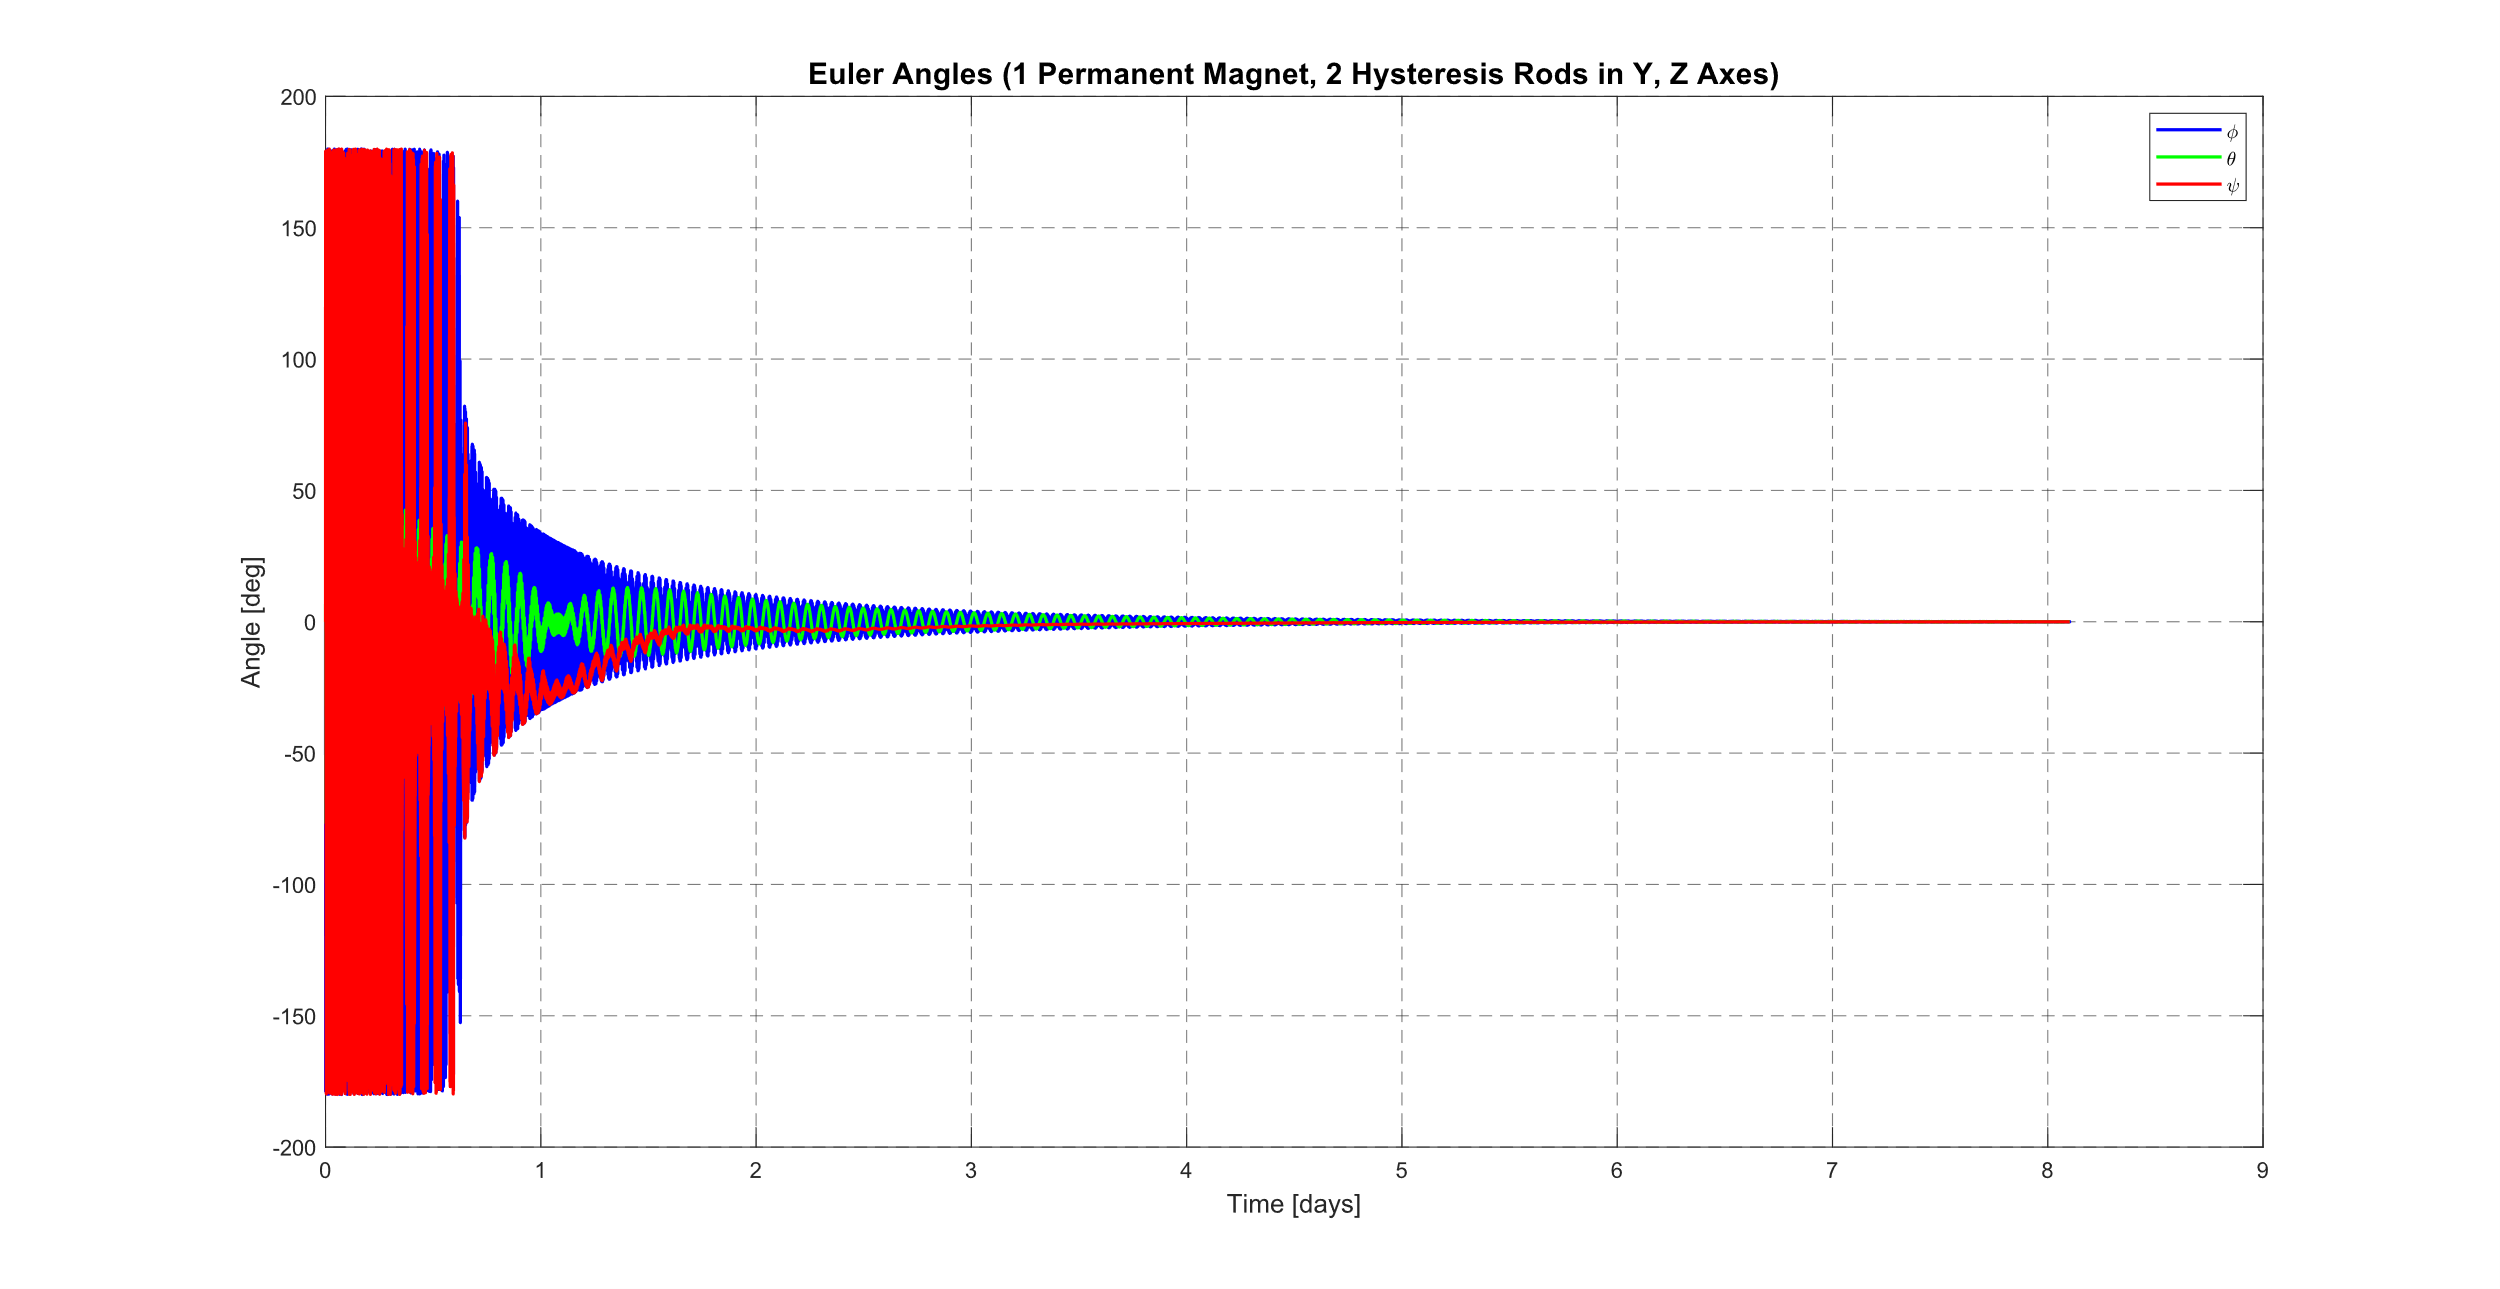 Euler Angles (1 Permanent Magnet, 2 Hysteresis Rods in Y, Z Axes)
200
150
100
50
0
-50
-100
-150
-200
Angle [deg]
ϕ
θ
ψ
0 1 2 3 4 5 6 7 8 9
Time [days]